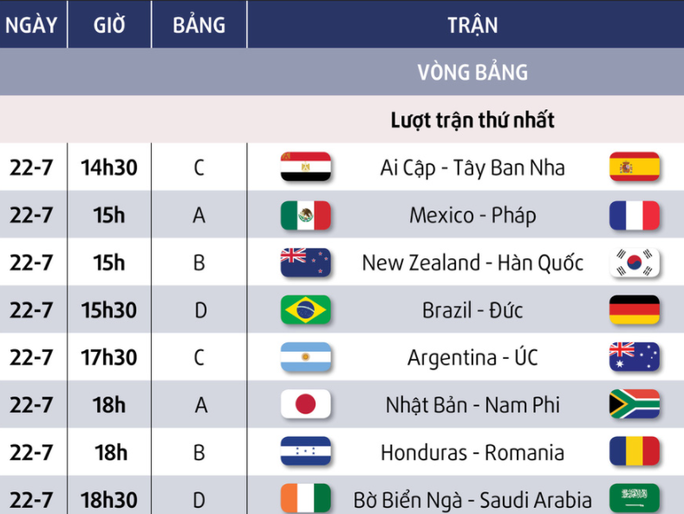 NGÀY GIỜ BẢNG TRẬN
VÒNG BẢNG
Lượt trận thứ nhất
22-7 14h30 C Ai Cập - Tây Ban Nha
22-7 15h A Mexico - Pháp
22-7 15h B New Zealand - Hàn Quốc
22-7 15h30 D Brazil - Đức
22-7 17h30 C Argentina - ÚC
22-7 18h A Nhật Bản - Nam Phi
22-7 18h B Honduras - Romania
22-7 18h30 D Bờ Biển Ngà - Saudi Arabia